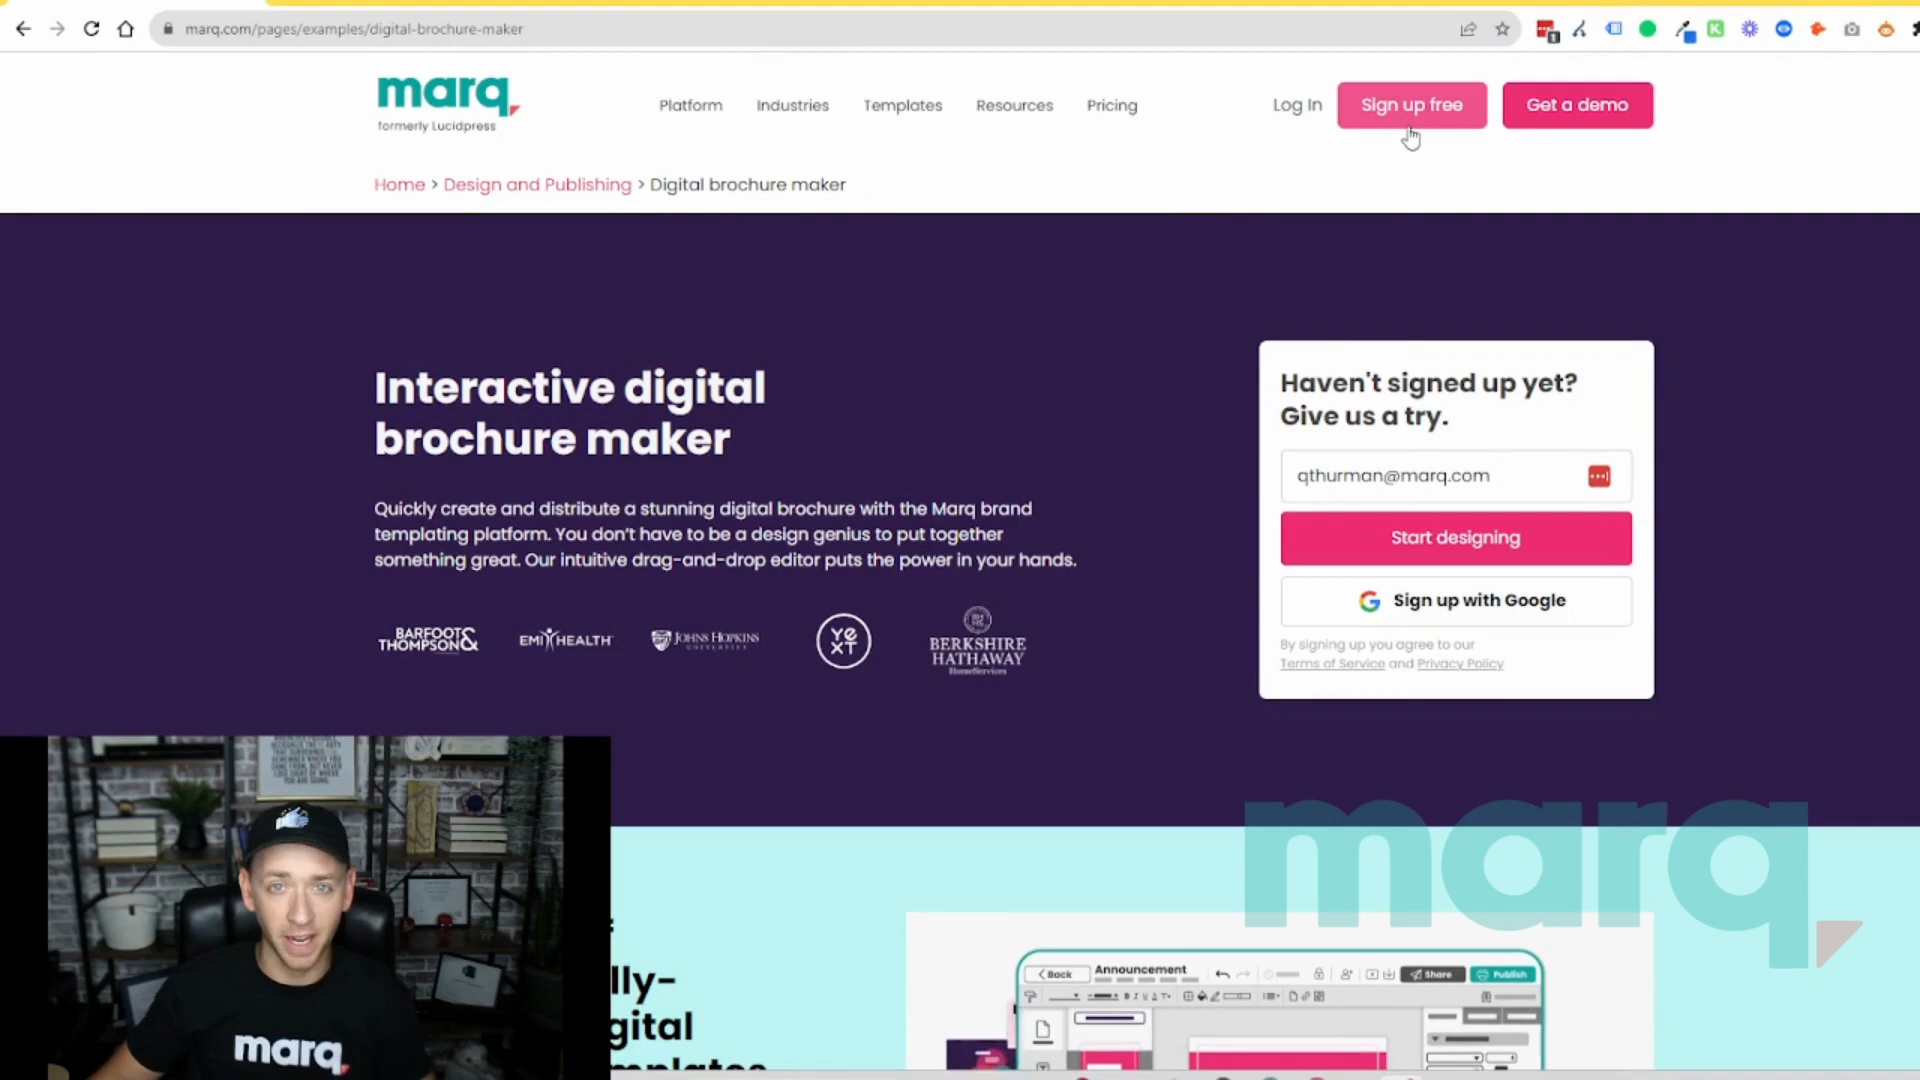 marq.com/pages/examples/digital-brochure-maker
marq
formerly Lucidpress
Platform
Industries
Templates
Resources
Pricing
Log In
Sign up free
Get a demo
Home > Design and Publishing > Digital brochure maker
Interactive digital
brochure maker
Quickly create and distribute a stunning digital brochure with the Marq brand
templating platform. You don't have to be a design genius to put together
something great. Our intuitive drag-and-drop editor puts the power in your hands.
BARFOOT &
THOMPSON
EMI HEALTH
JOHNS HOPKINS
UNIVERSITY
YEXT
BERKSHIRE
HATHAWAY
HomeServices
Haven't signed up yet?
Give us a try.
qthurman@marq.com
Start designing
Sign up with Google
By signing up you agree to our
Terms of Service and Privacy Policy
marq
lly-
gital
mplates
Back
Announcement
Share
Publish
marq